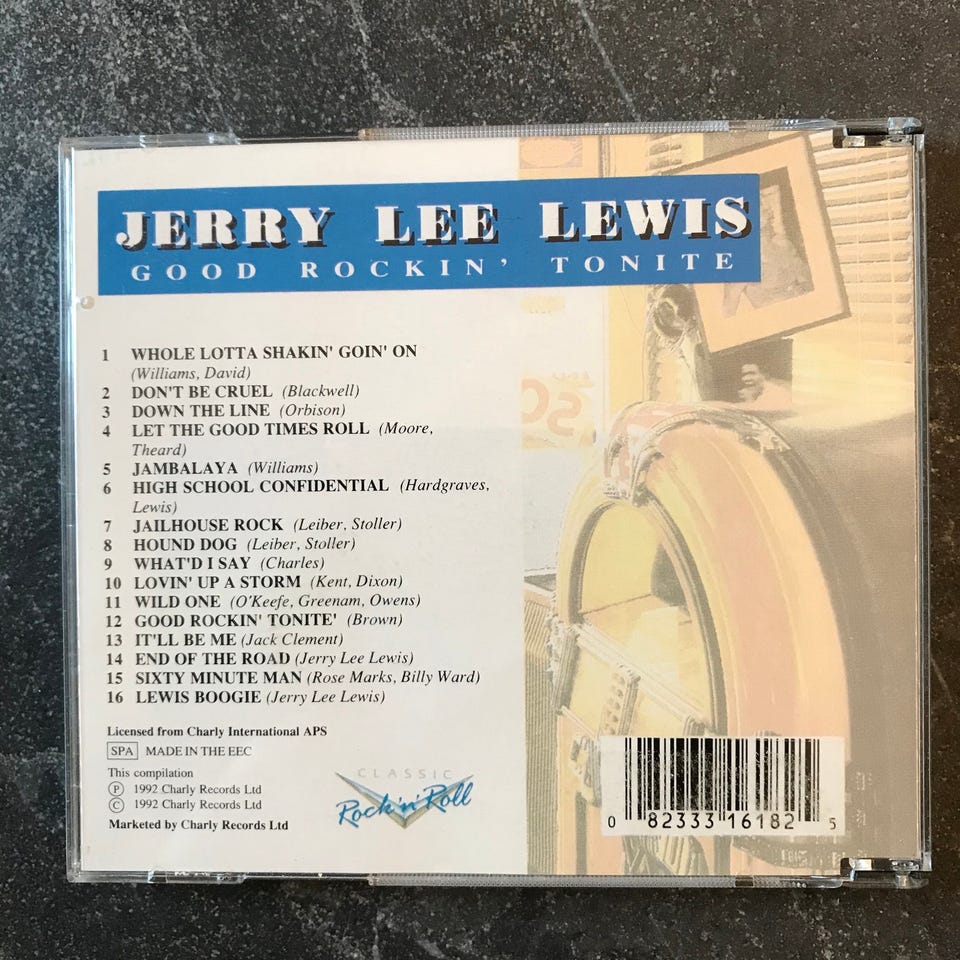 JERRY LEE LEWIS
GOOD ROCKIN' TONITE
1 WHOLE LOTTA SHAKIN' GOIN' ON
(Williams, David)
2 DON'T BE CRUEL (Blackwell)
3 DOWN THE LINE (Orbison)
4 LET THE GOOD TIMES ROLL (Moore,
Theard)
5 JAMBALAYA (Williams)
6 HIGH SCHOOL CONFIDENTIAL (Hardgraves,
Lewis)
7 JAILHOUSE ROCK (Leiber, Stoller)
8 HOUND DOG (Leiber, Stoller)
9 WHAT'D I SAY (Charles)
10 LOVIN' UP A STORM (Kent, Dixon)
11 WILD ONE (O'Keefe, Greenam, Owens)
12 GOOD ROCKIN' TONITE' (Brown)
13 IT'LL BE ME (Jack Clement)
14 END OF THE ROAD (Jerry Lee Lewis)
15 SIXTY MINUTE MAN (Rose Marks, Billy Ward)
16 LEWIS BOOGIE (Jerry Lee Lewis)
Licensed from Charly International APS
SPA MADE IN THE EEC
This compilation
Ⓟ 1992 Charly Records Ltd
© 1992 Charly Records Ltd
Marketed by Charly Records Ltd
CLASSIC
Rock 'n' Roll
0 82333 16182 5